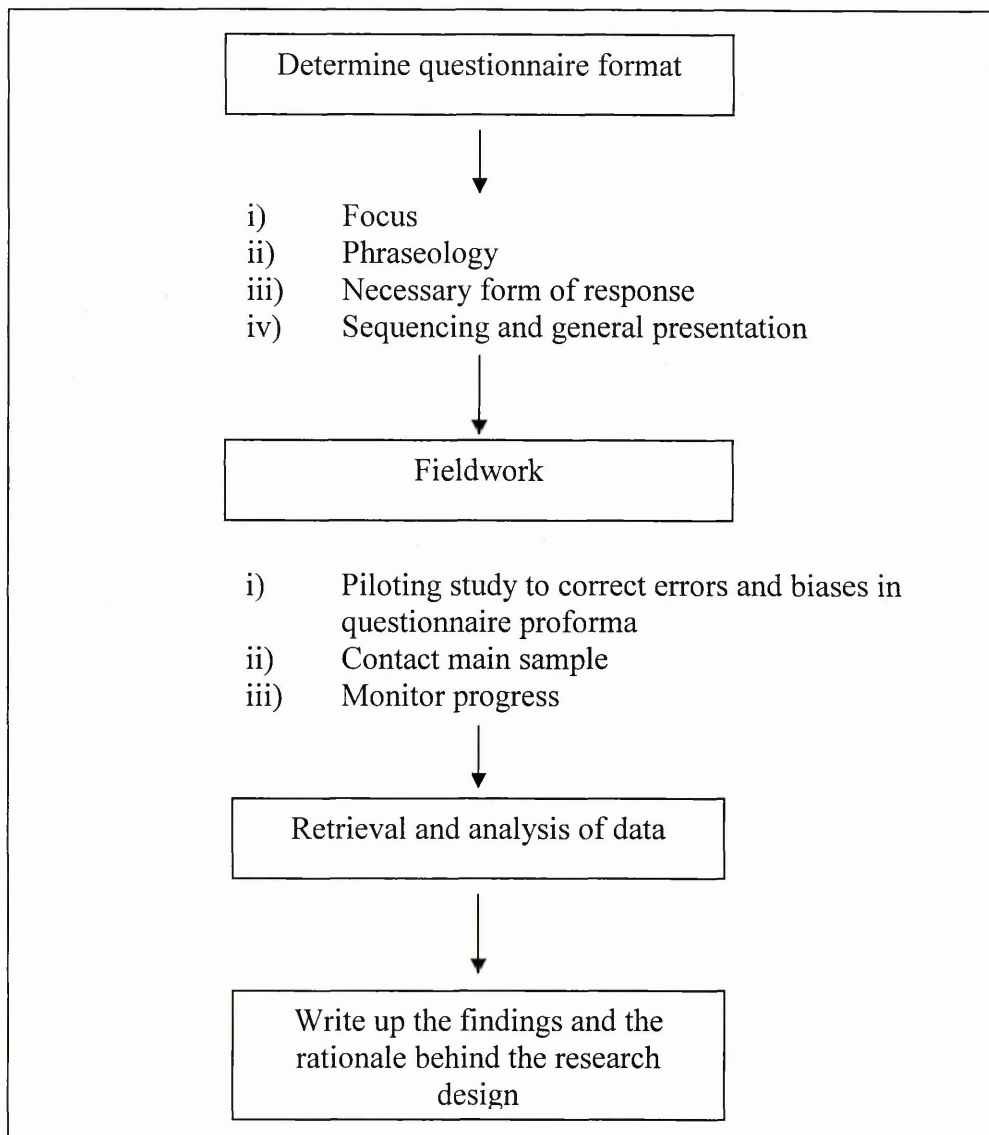 Determine questionnaire format
i) Focus
ii) Phraseology
iii) Necessary form of response
iv) Sequencing and general presentation
Fieldwork
i) Piloting study to correct errors and biases in
questionnaire proforma
ii) Contact main sample
iii) Monitor progress
Retrieval and analysis of data
Write up the findings and the
rationale behind the research
design